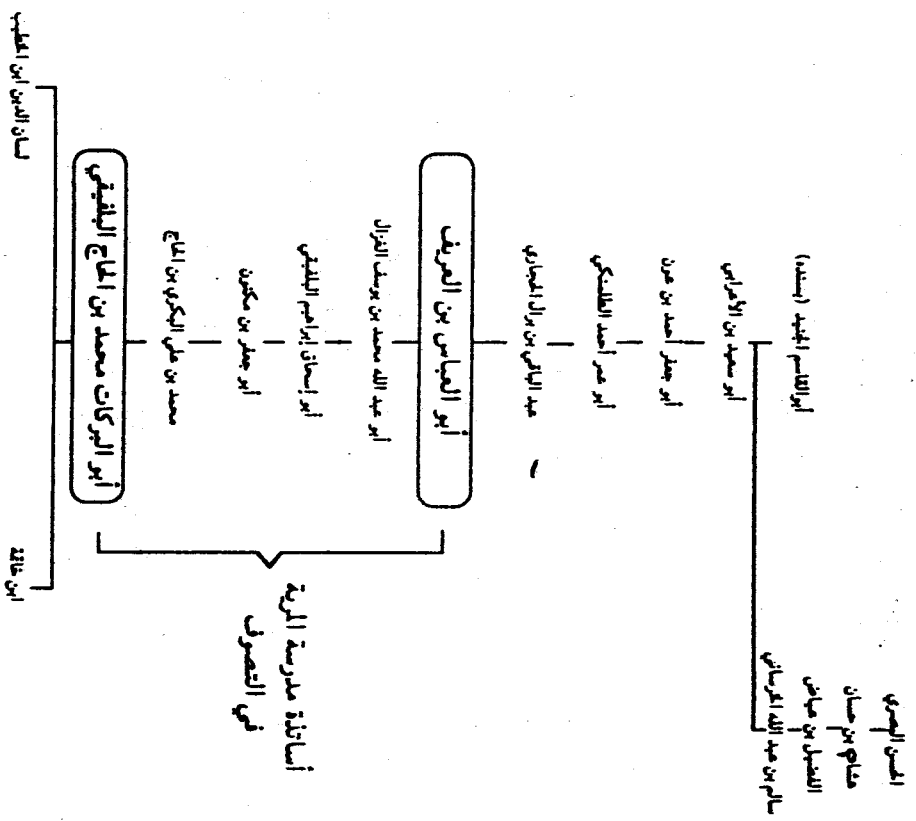 الحسن البصري
هشام بن حسان
الفضيل بن عياض
سالم بن عبد الله الخرساني
أبو القاسم الجنيد (بسنده)
أبو سعيد بن الأعرابي
أبو جعفر أحمد بن عون
أبو عمر أحمد الطلمنكي
عبد الباقي بن برال الحجاري
أبو العباس بن العريف
أبو عبد الله محمد بن يوسف الغزال
أبو إسحاق إبراهيم البلفيقي
أبو جعفر بن مكنون
محمد بن علي البكري بن الحاج
أبو البركات محمد بن الحاج البلفيقي
أساتذة مدرسة المرية
في التصوف
ابن خاتمة
لسان الدين ابن الخطيب